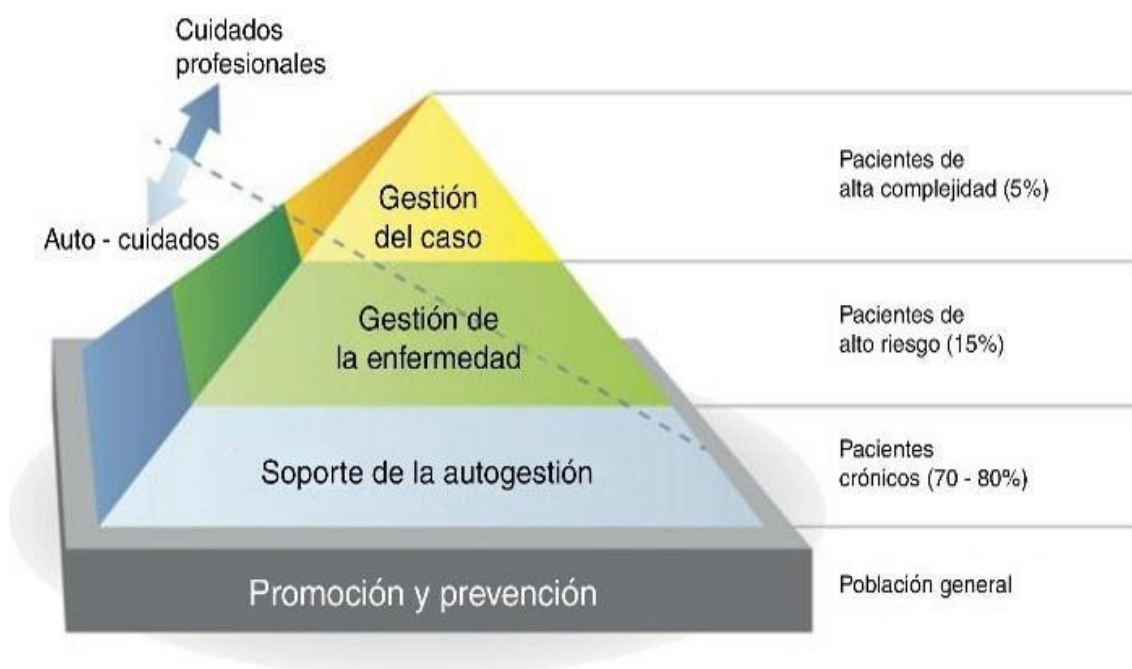 Cuidados
profesionales
Auto - cuidados
Gestión
del caso
Pacientes de
alta complejidad (5%)
Gestión de
la enfermedad
Pacientes de
alto riesgo (15%)
Soporte de la autogestión
Pacientes
crónicos (70 - 80%)
Promoción y prevención
Población general